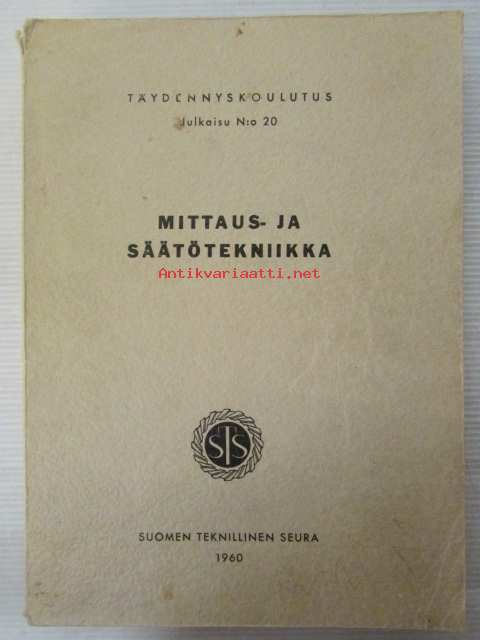 TÄYDENNYSKOULUTUS
Julkaisu N:o 20
MITTAUS- JA
SÄÄTÖTEKNIIKKA
Antikvariaatti.net
STS
SUOMEN TEKNILLINEN SEURA
1960